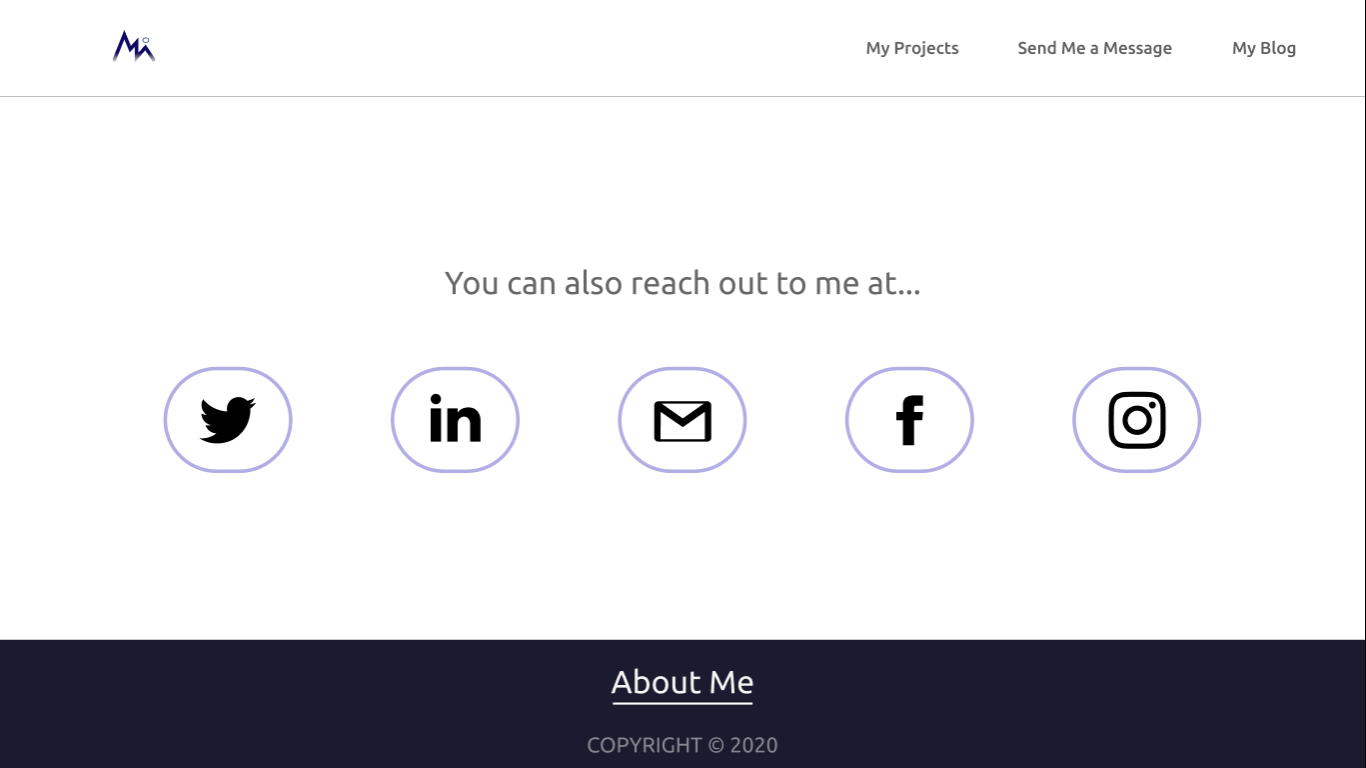 My Projects
Send Me a Message
My Blog
You can also reach out to me at...
in
f
About Me
COPYRIGHT © 2020